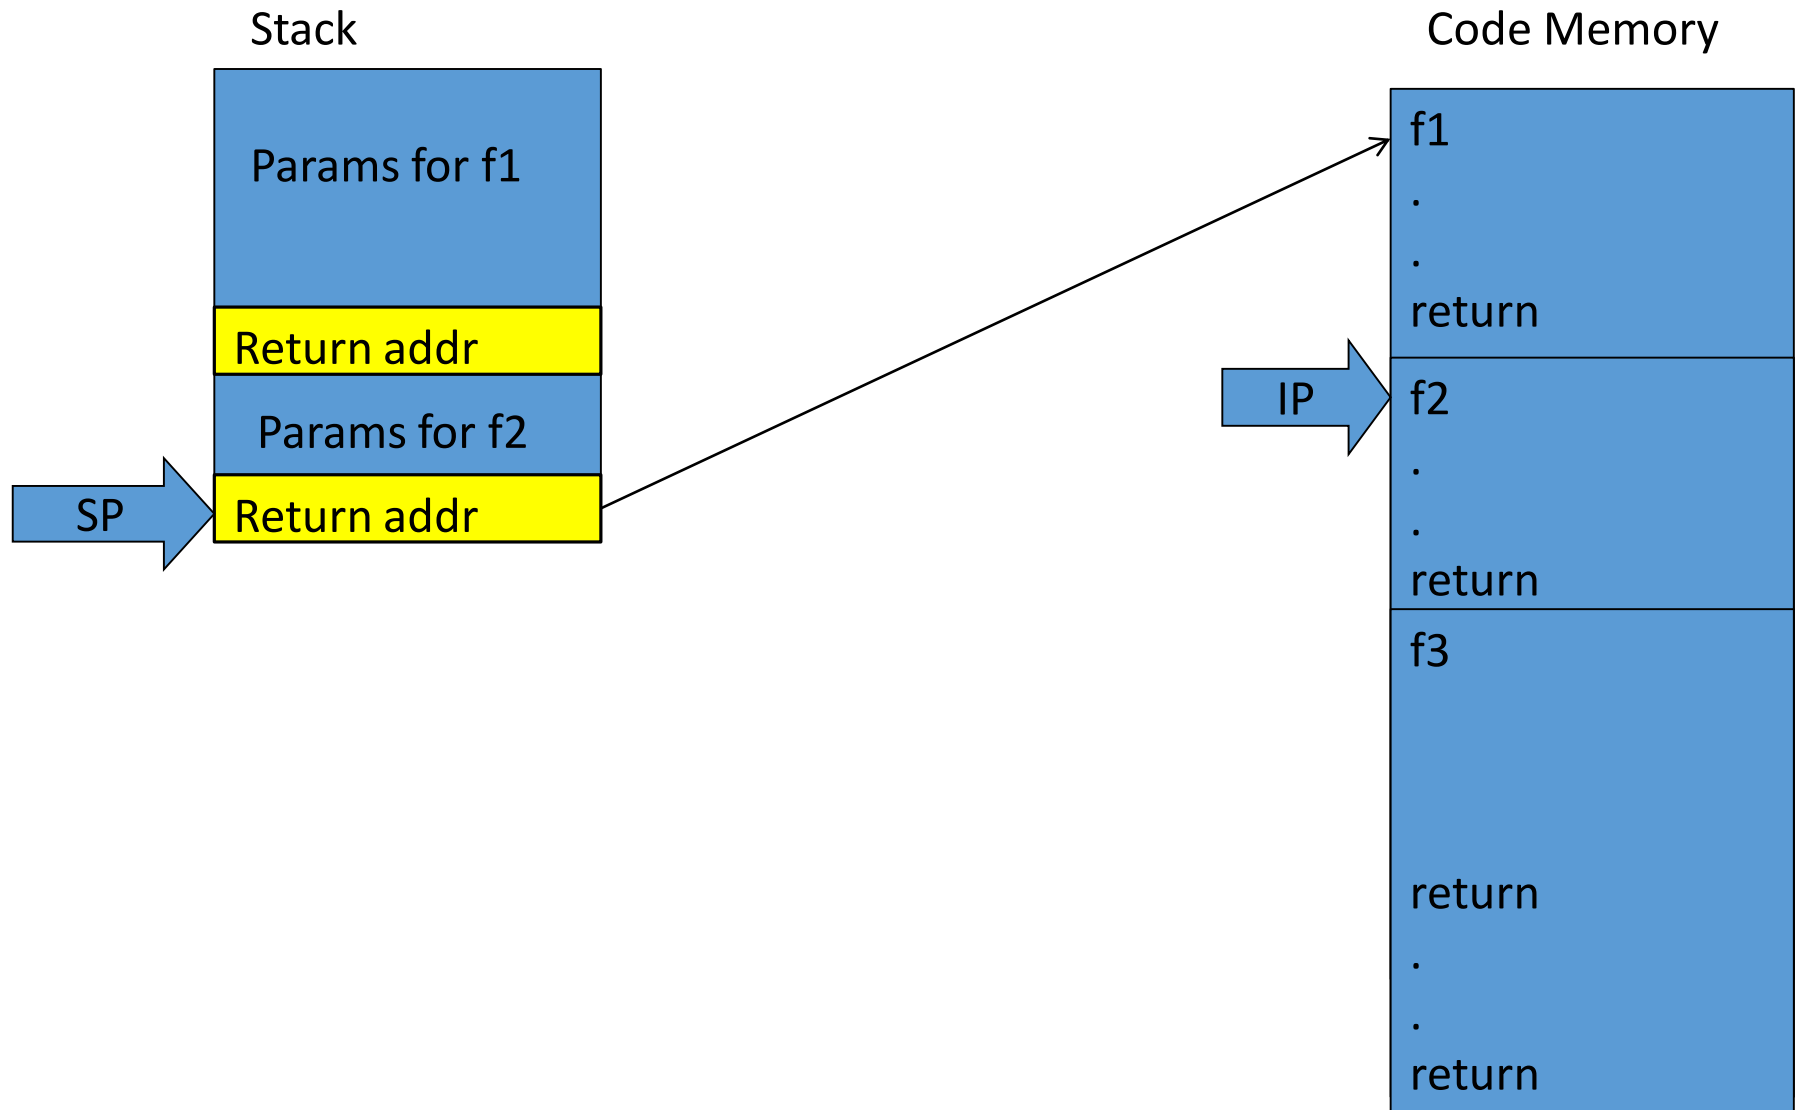 Stack
Params for f1
Return addr
Params for f2
SP
Return addr
Code Memory
f1
.
.
return
IP
f2
.
.
return
f3
return
.
.
return